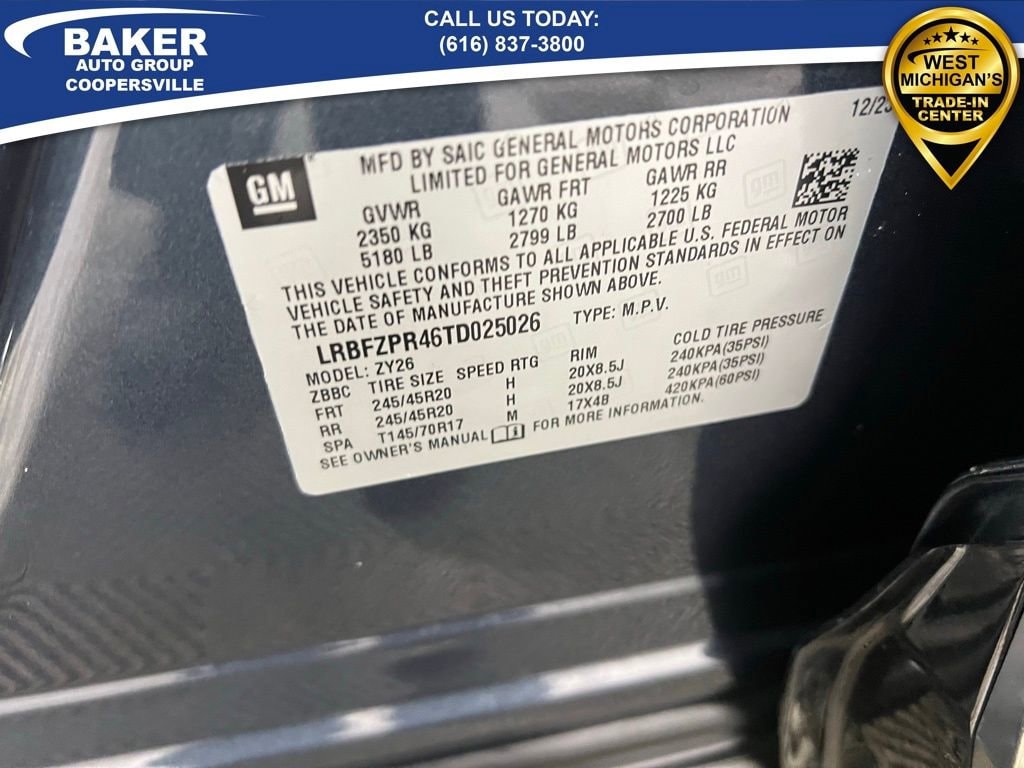 BAKER
AUTO GROUP
COOPERSVILLE
CALL US TODAY:
(616) 837-3800
WEST
MICHIGAN'S
TRADE-IN
CENTER
GM
MFD BY SAIC GENERAL MOTORS CORPORATION
LIMITED FOR GENERAL MOTORS LLC
12/25
GVWR GAWR FRT GAWR RR
2350 KG 1270 KG 1225 KG
5180 LB 2799 LB 2700 LB
THIS VEHICLE CONFORMS TO ALL APPLICABLE U.S. FEDERAL MOTOR
VEHICLE SAFETY AND THEFT PREVENTION STANDARDS IN EFFECT ON
THE DATE OF MANUFACTURE SHOWN ABOVE.
LRBFZPR46TD025026 TYPE: M.P.V.
MODEL: ZY26
ZBBC TIRE SIZE SPEED RTG RIM COLD TIRE PRESSURE
FRT 245/45R20 H 20X8.5J 240KPA(35PSI)
RR 245/45R20 H 20X8.5J 240KPA(35PSI)
SPA T145/70R17 M 17X4B 420KPA(60PSI)
SEE OWNER'S MANUAL FOR MORE INFORMATION.